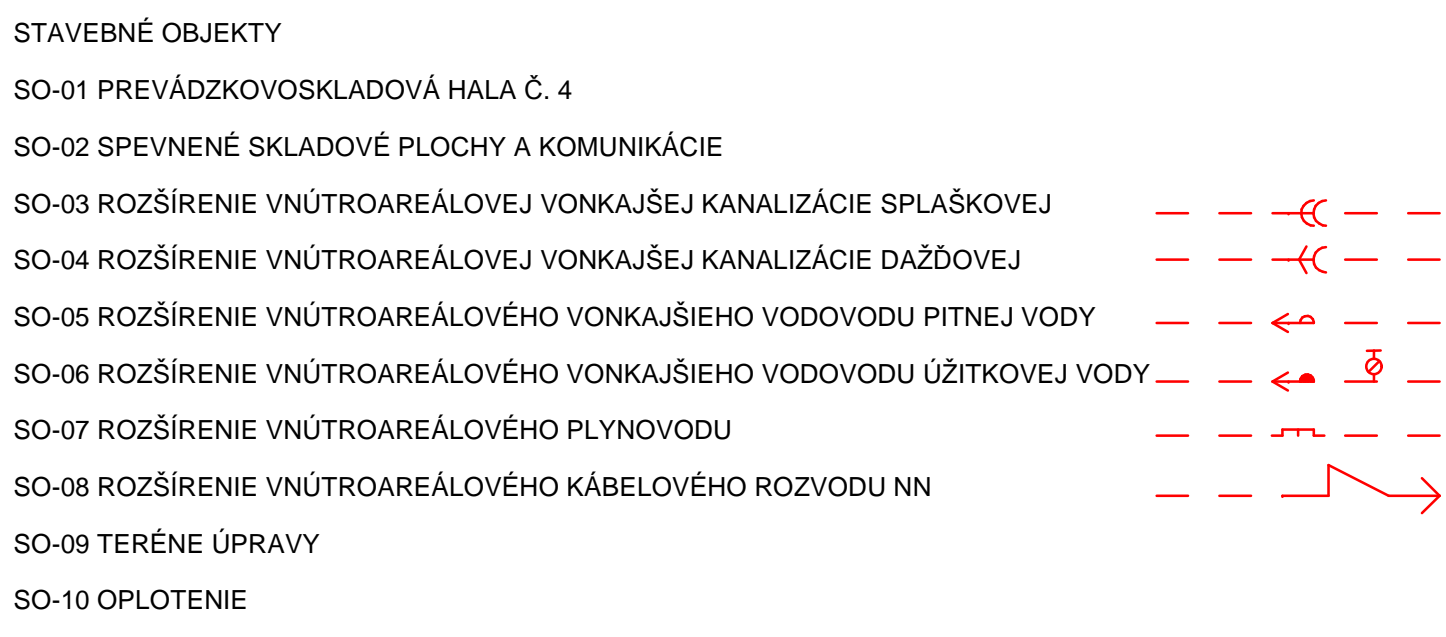 STAVEBNÉ OBJEKTY
SO-01 PREVÁDZKOVOSKLADOVÁ HALA Č. 4
SO-02 SPEVNENÉ SKLADOVÉ PLOCHY A KOMUNIKÁCIE
SO-03 ROZŠÍRENIE VNÚTROAREÁLOVEJ VONKAJŠEJ KANALIZÁCIE SPLAŠKOVEJ
SO-04 ROZŠÍRENIE VNÚTROAREÁLOVEJ VONKAJŠEJ KANALIZÁCIE DAŽĎOVEJ
SO-05 ROZŠÍRENIE VNÚTROAREÁLOVÉHO VONKAJŠIEHO VODOVODU PITNEJ VODY
SO-06 ROZŠÍRENIE VNÚTROAREÁLOVÉHO VONKAJŠIEHO VODOVODU ÚŽITKOVEJ VODY
SO-07 ROZŠÍRENIE VNÚTROAREÁLOVÉHO PLYNOVODU
SO-08 ROZŠÍRENIE VNÚTROAREÁLOVÉHO KÁBELOVÉHO ROZVODU NN
SO-09 TERÉNE ÚPRAVY
SO-10 OPLOTENIE